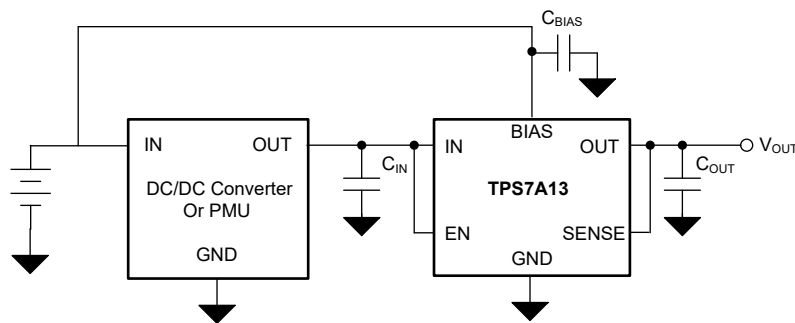 CBIAS
IN
OUT
DC/DC Converter
Or PMU
GND
CIN
IN
BIAS
OUT
TPS7A13
EN
SENSE
GND
COUT
VOUT